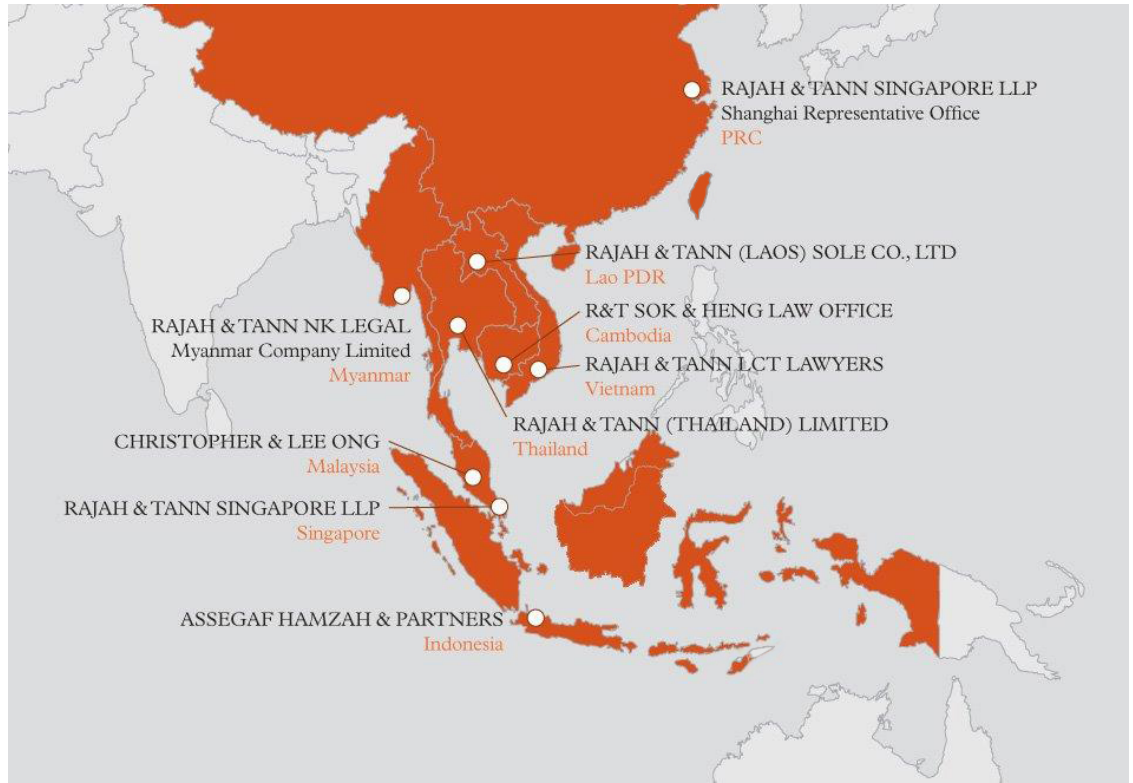 RAJAH & TANN SINGAPORE LLP
Shanghai Representative Office
PRC
RAJAH & TANN (LAOS) SOLE CO., LTD
Lao PDR
R&T SOK & HENG LAW OFFICE
Cambodia
RAJAH & TANN NK LEGAL
Myanmar Company Limited
Myanmar
RAJAH & TANN LCT LAWYERS
Vietnam
RAJAH & TANN (THAILAND) LIMITED
Thailand
CHRISTOPHER & LEE ONG
Malaysia
RAJAH & TANN SINGAPORE LLP
Singapore
ASSEGAF HAMZAH & PARTNERS
Indonesia